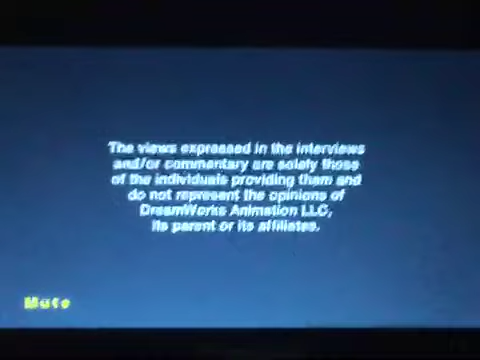 The views expressed in the interviews
and/or commentary are solely those
of the individuals providing them and
do not represent the opinions of
DreamWorks Animation LLC,
its parent or its affiliates.
Mute